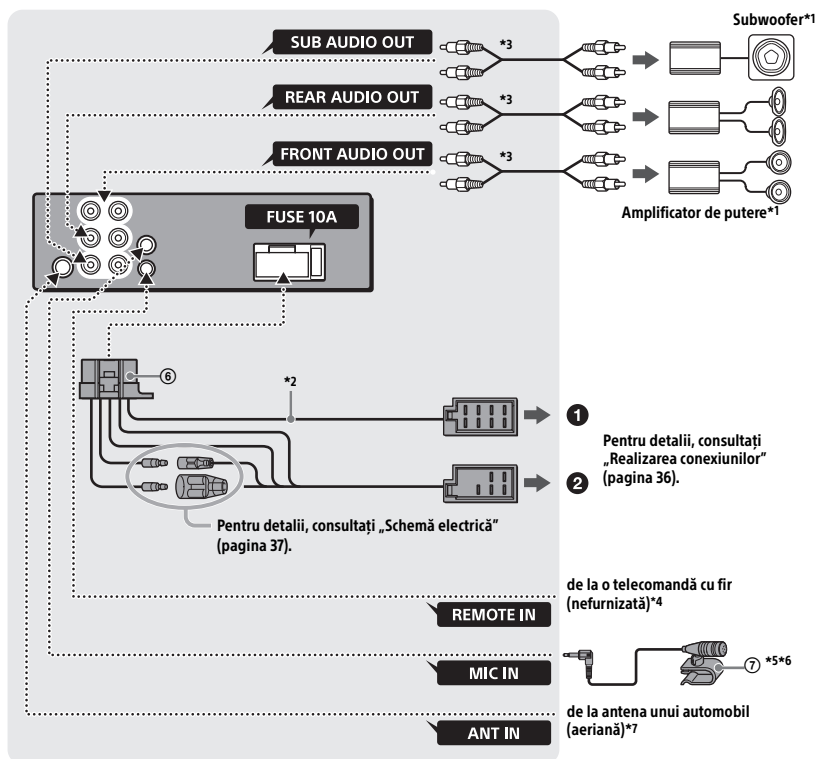 Subwoofer*1
SUB AUDIO OUT
*3
REAR AUDIO OUT
*3
FRONT AUDIO OUT
*3
Amplificator de putere*1
FUSE 10A
⑥
*2
❶
❷
Pentru detalii, consultați
„Realizarea conexiunilor”
(pagina 36).
Pentru detalii, consultați „Schemă electrică”
(pagina 37).
de la o telecomandă cu fir
(nefurnizată)*4
REMOTE IN
⑦ *5*6
MIC IN
de la antena unui automobil
(aeriană)*7
ANT IN